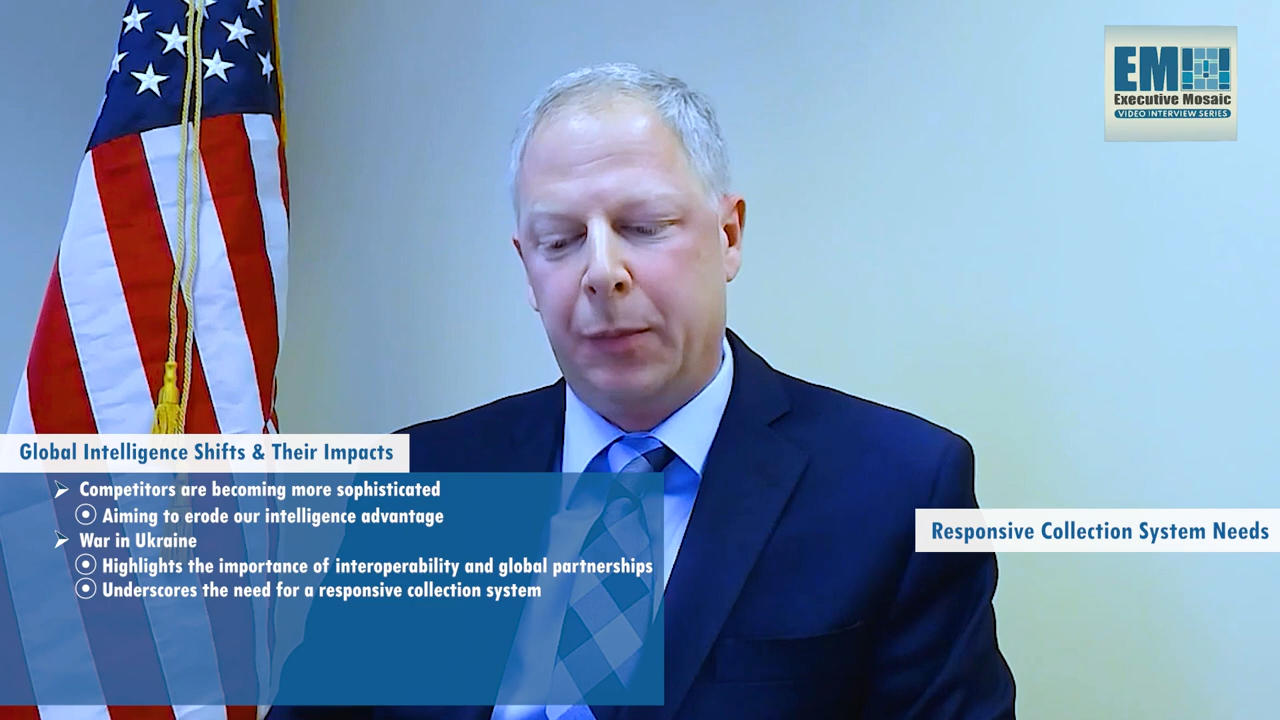 EM
Executive Mosaic
VIDEO INTERVIEW SERIES
Global Intelligence Shifts & Their Impacts
Competitors are becoming more sophisticated
Aiming to erode our intelligence advantage
War in Ukraine
Highlights the importance of interoperability and global partnerships
Underscores the need for a responsive collection system
Responsive Collection System Needs